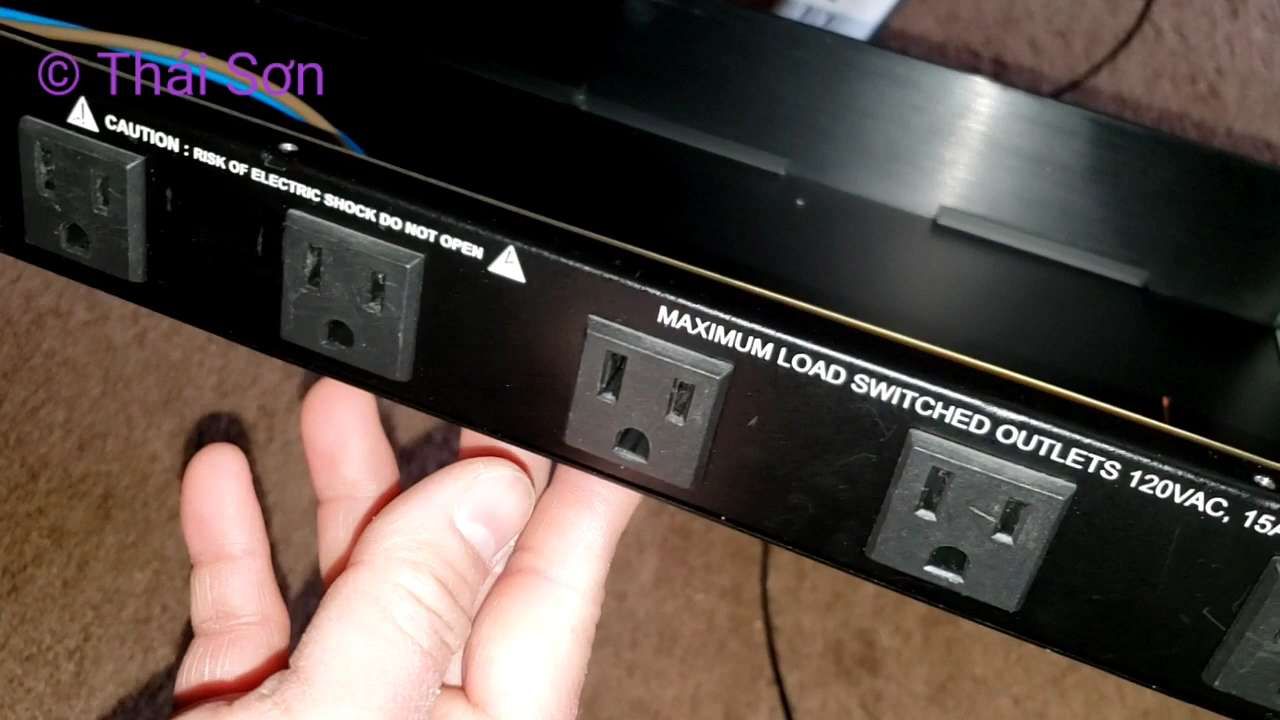 © Thái Sơn
CAUTION : RISK OF ELECTRIC SHOCK DO NOT OPEN
MAXIMUM LOAD SWITCHED OUTLETS 120VAC, 15A